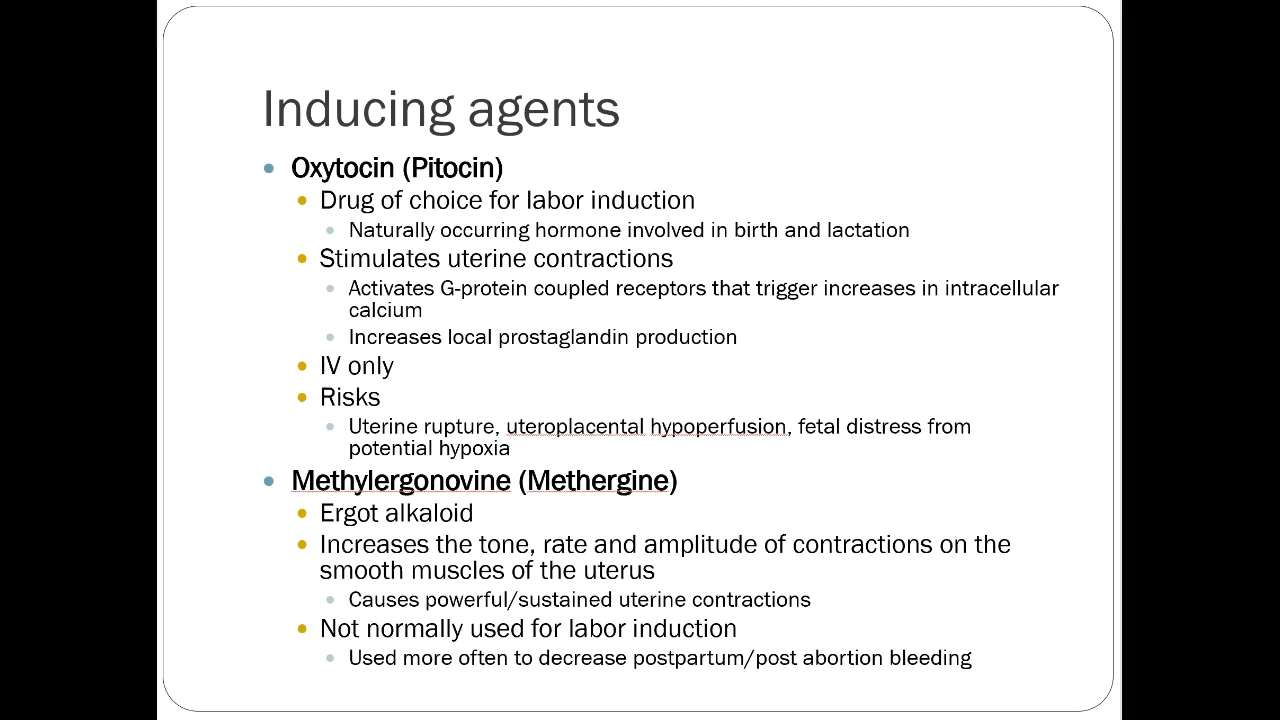 Inducing agents
Oxytocin (Pitocin)
Drug of choice for labor induction
Naturally occurring hormone involved in birth and lactation
Stimulates uterine contractions
Activates G-protein coupled receptors that trigger increases in intracellular
calcium
Increases local prostaglandin production
IV only
Risks
Uterine rupture, uteroplacental hypoperfusion, fetal distress from
potential hypoxia
Methylergonovine (Methergine)
Ergot alkaloid
Increases the tone, rate and amplitude of contractions on the
smooth muscles of the uterus
Causes powerful/sustained uterine contractions
Not normally used for labor induction
Used more often to decrease postpartum/post abortion bleeding